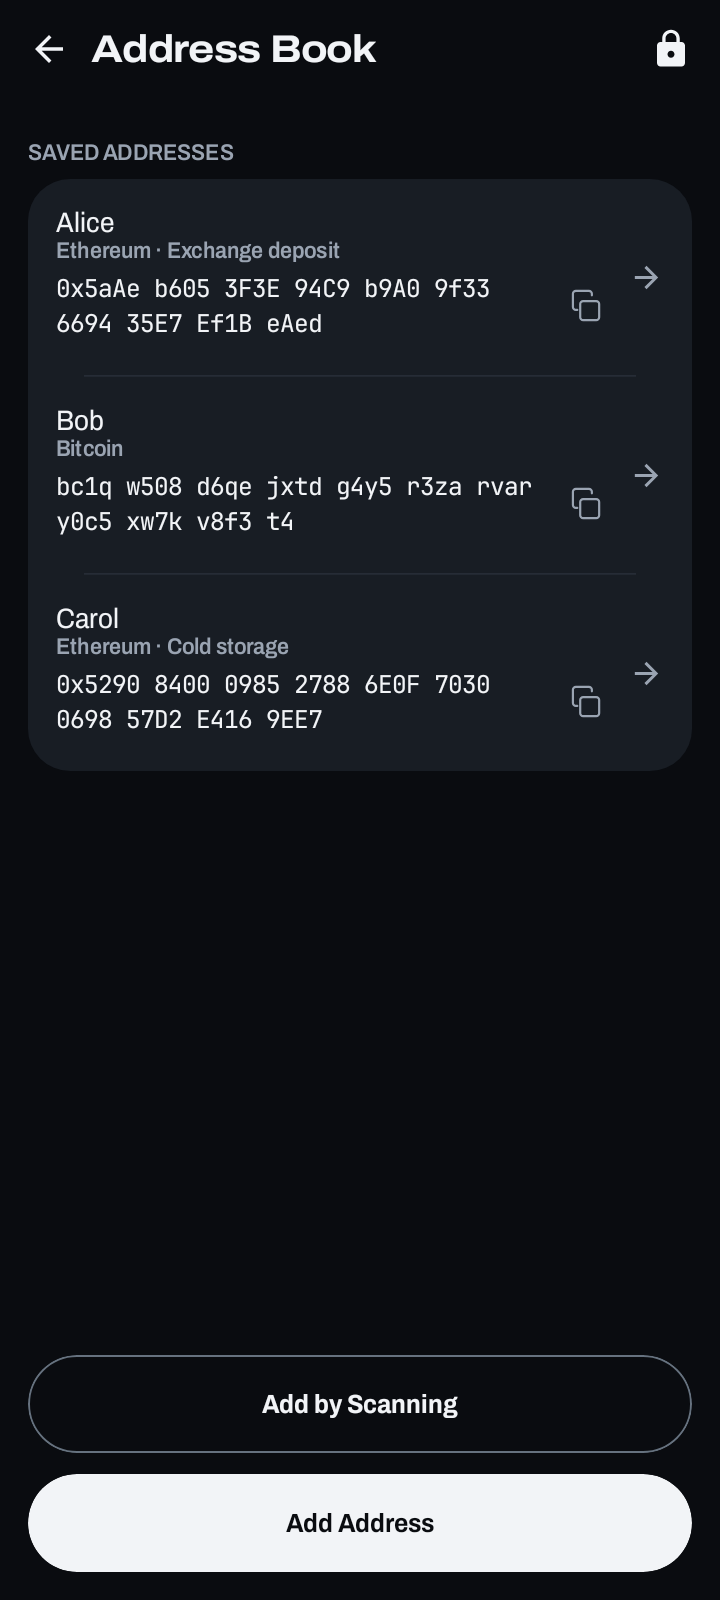 Address Book
SAVED ADDRESSES
Alice
Ethereum · Exchange deposit
0x5aAe b605 3F3E 94C9 b9A0 9f33
6694 35E7 Ef1B eAed
Bob
Bitcoin
bc1q w508 d6qe jxtd g4y5 r3za rvar
y0c5 xw7k v8f3 t4
Carol
Ethereum · Cold storage
0x5290 8400 0985 2788 6E0F 7030
0698 57D2 E416 9EE7
Add by Scanning
Add Address